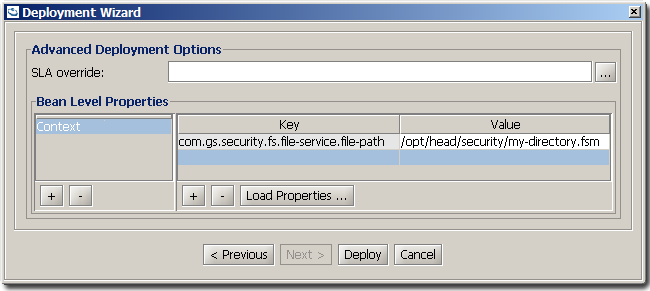 Deployment Wizard
Advanced Deployment Options
SLA override:
...
Bean Level Properties
Context
Key Value
com.gs.security.fs.file-service.file-path /opt/head/security/my-directory.fsm
+ - + - Load Properties ...
< Previous Next > Deploy Cancel